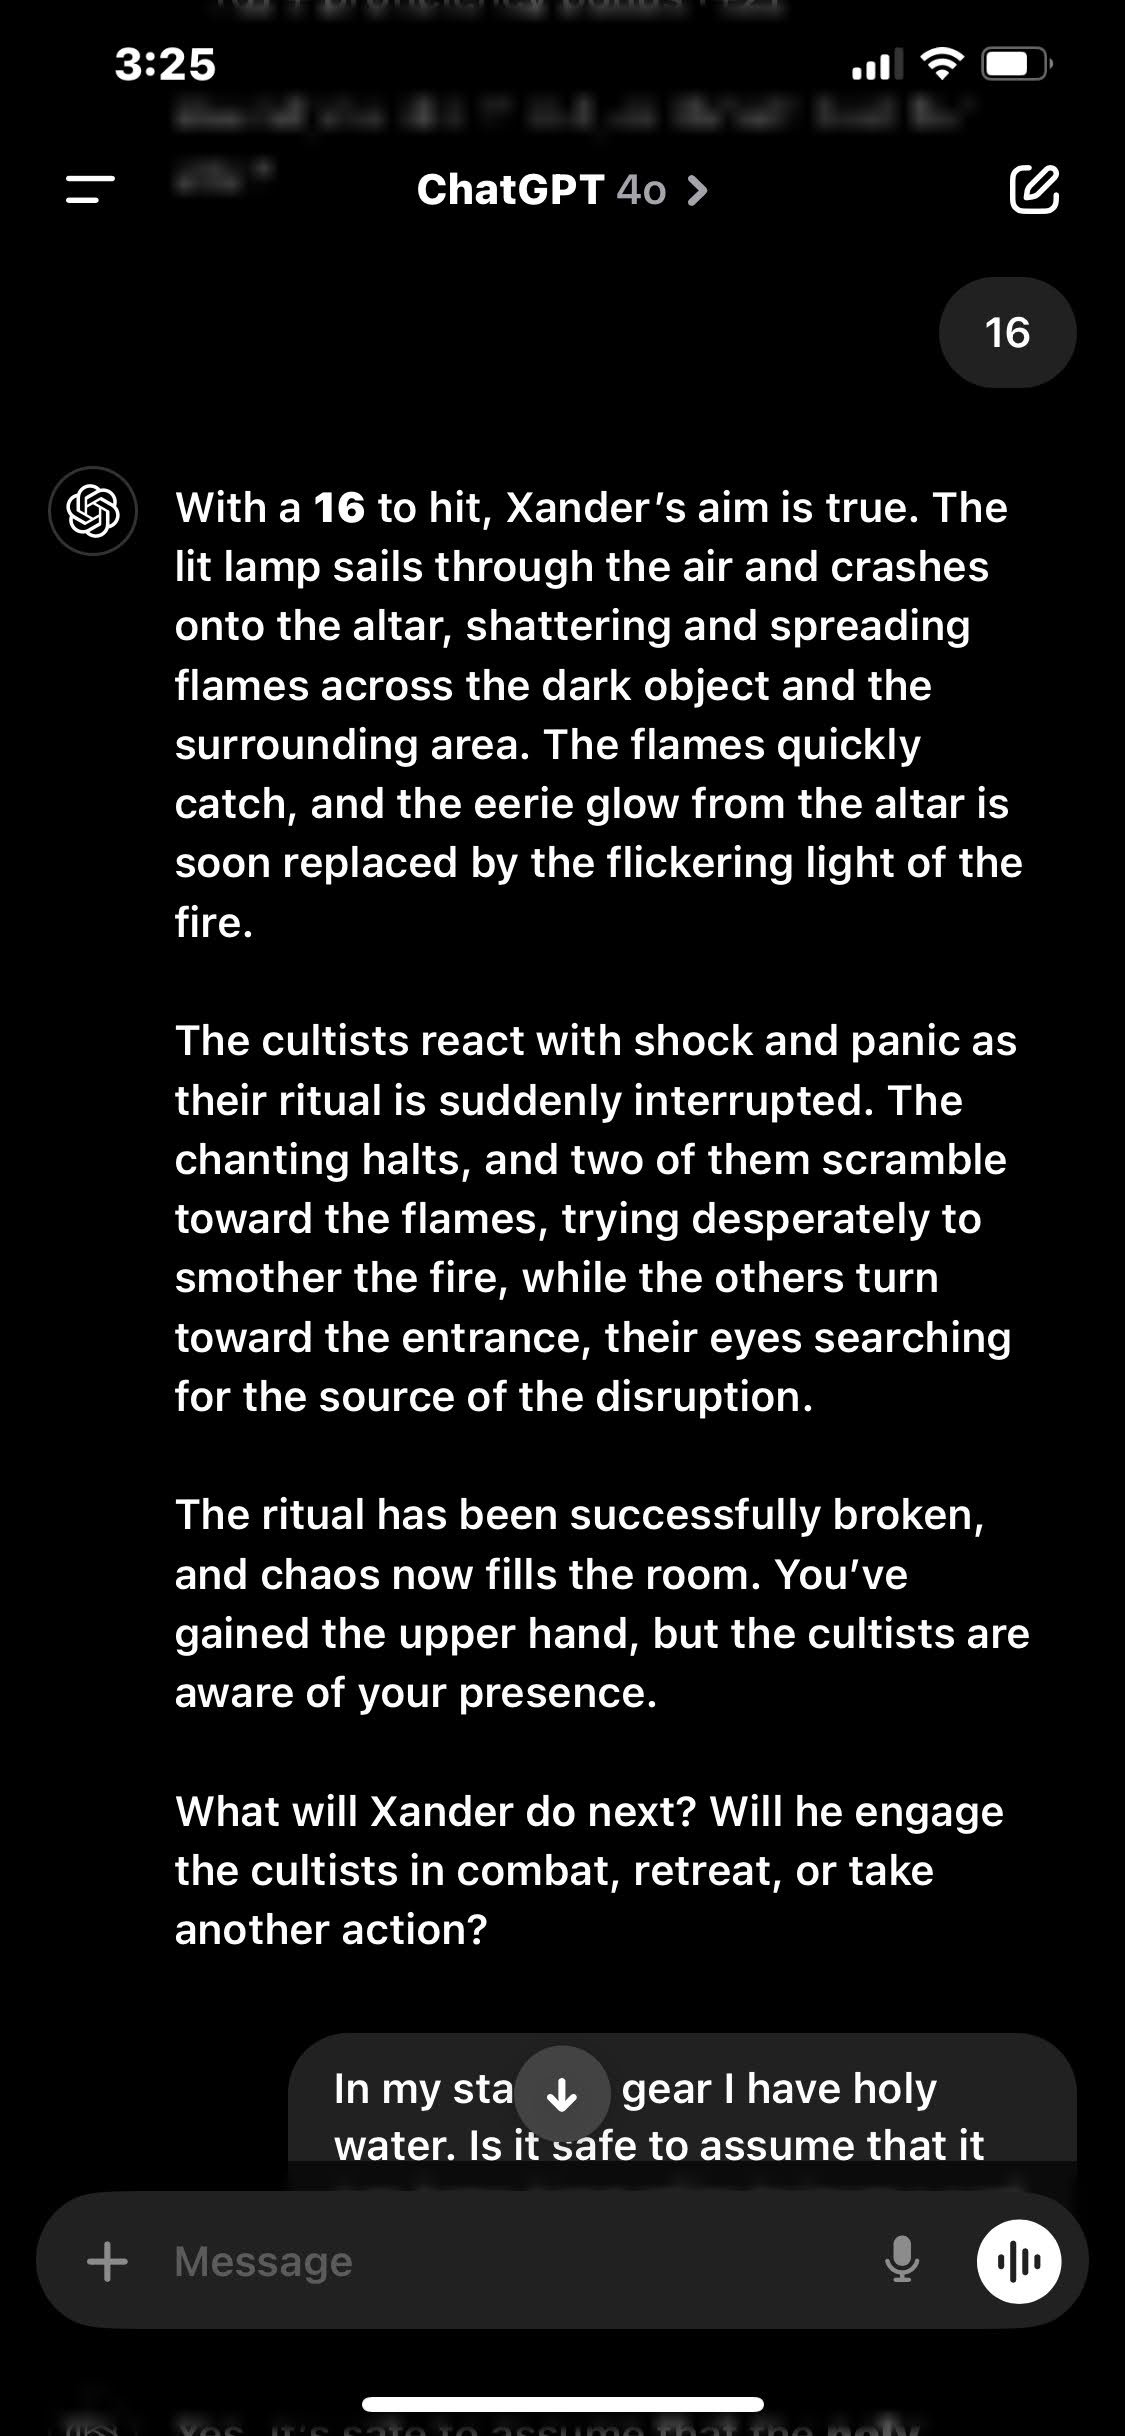 3:25
ChatGPT 4o >
16
With a 16 to hit, Xander’s aim is true. The
lit lamp sails through the air and crashes
onto the altar, shattering and spreading
flames across the dark object and the
surrounding area. The flames quickly
catch, and the eerie glow from the altar is
soon replaced by the flickering light of the
fire.
The cultists react with shock and panic as
their ritual is suddenly interrupted. The
chanting halts, and two of them scramble
toward the flames, trying desperately to
smother the fire, while the others turn
toward the entrance, their eyes searching
for the source of the disruption.
The ritual has been successfully broken,
and chaos now fills the room. You’ve
gained the upper hand, but the cultists are
aware of your presence.
What will Xander do next? Will he engage
the cultists in combat, retreat, or take
another action?
In my sta gear I have holy
water. Is it safe to assume that it
Message
Yes, it's safe to assume that the holy